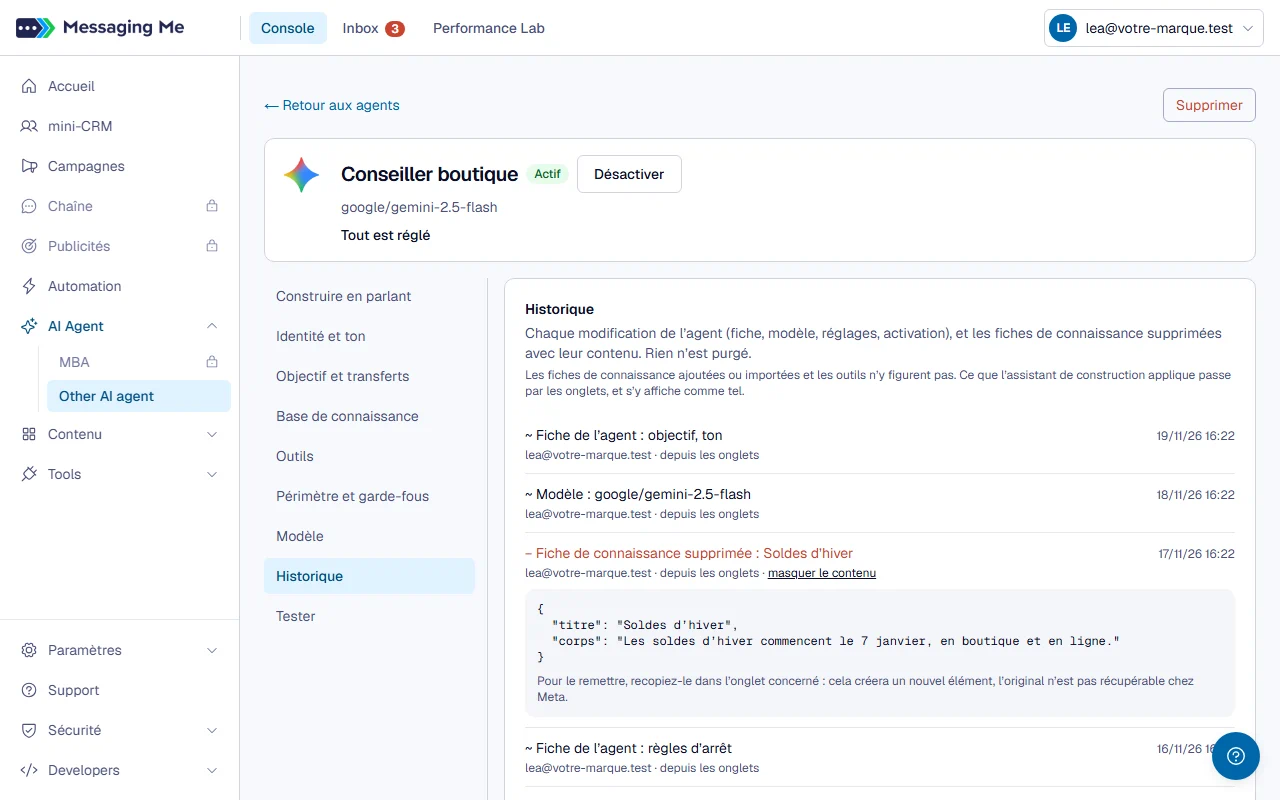 Messaging Me
Console
Inbox 3
Performance Lab
LE lea@votre-marque.test
Accueil
mini-CRM
Campagnes
Chaîne
Publicités
Automation
AI Agent
MBA
Other AI agent
Contenu
Tools
Paramètres
Support
Sécurité
Developers
← Retour aux agents
Supprimer
Conseiller boutique Actif Désactiver
google/gemini-2.5-flash
Tout est réglé
Construire en parlant
Identité et ton
Objectif et transferts
Base de connaissance
Outils
Périmètre et garde-fous
Modèle
Historique
Tester
Historique
Chaque modification de l'agent (fiche, modèle, réglages, activation), et les fiches de connaissance supprimées
avec leur contenu. Rien n'est purgé.
Les fiches de connaissance ajoutées ou importées et les outils n'y figurent pas. Ce que l'assistant de construction applique passe
par les onglets, et s'y affiche comme tel.
~ Fiche de l'agent : objectif, ton 19/11/26 16:22
lea@votre-marque.test · depuis les onglets
~ Modèle : google/gemini-2.5-flash 18/11/26 16:22
lea@votre-marque.test · depuis les onglets
− Fiche de connaissance supprimée : Soldes d'hiver 17/11/26 16:22
lea@votre-marque.test · depuis les onglets · masquer le contenu
{
"titre": "Soldes d'hiver",
"corps": "Les soldes d'hiver commencent le 7 janvier, en boutique et en ligne."
}
Pour le remettre, recopiez-le dans l'onglet concerné : cela créera un nouvel élément, l'original n'est pas récupérable chez
Meta.
~ Fiche de l'agent : règles d'arrêt 16/11/26
lea@votre-marque.test · depuis les onglets